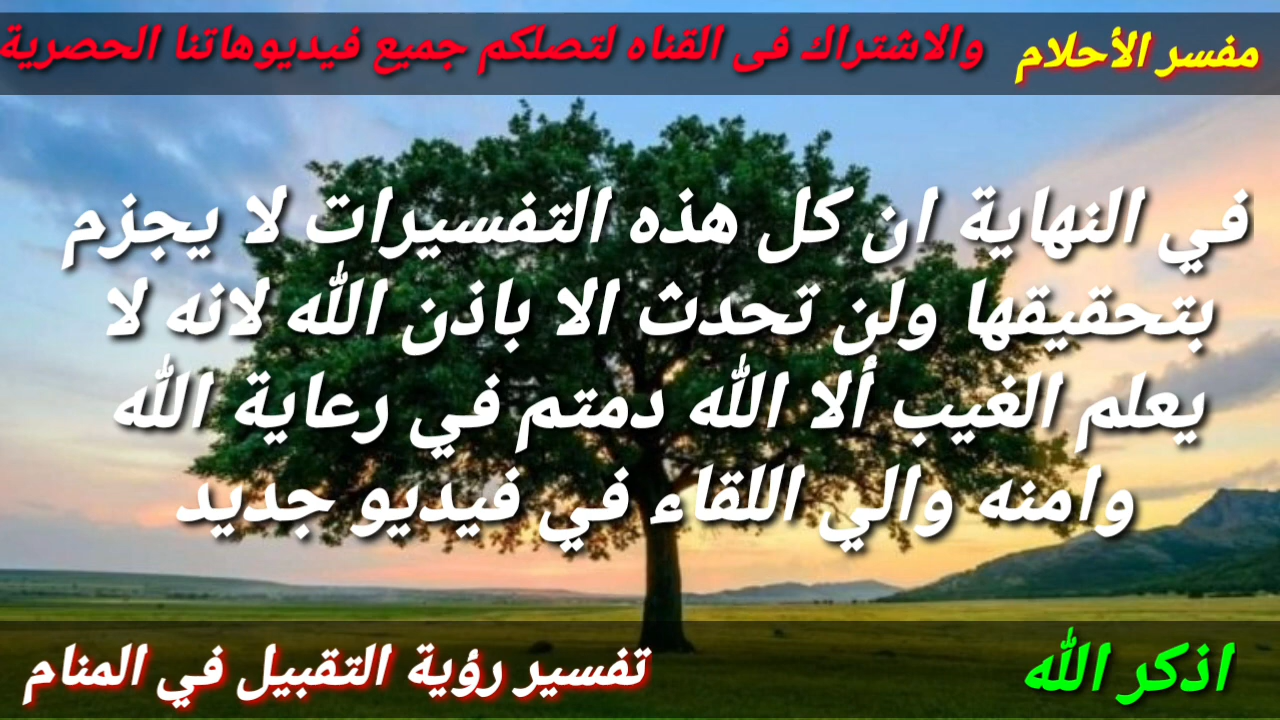 مفسر الأحلام والاشتراك فى القناه لتصلكم جميع فيديوهاتنا الحصرية
في النهاية ان كل هذه التفسيرات لا يجزم
بتحقيقها ولن تحدث الا باذن الله لانه لا
يعلم الغيب ألا الله دمتم في رعاية الله
وامنه والي اللقاء في فيديو جديد
اذكر الله تفسير رؤية التقبيل في المنام